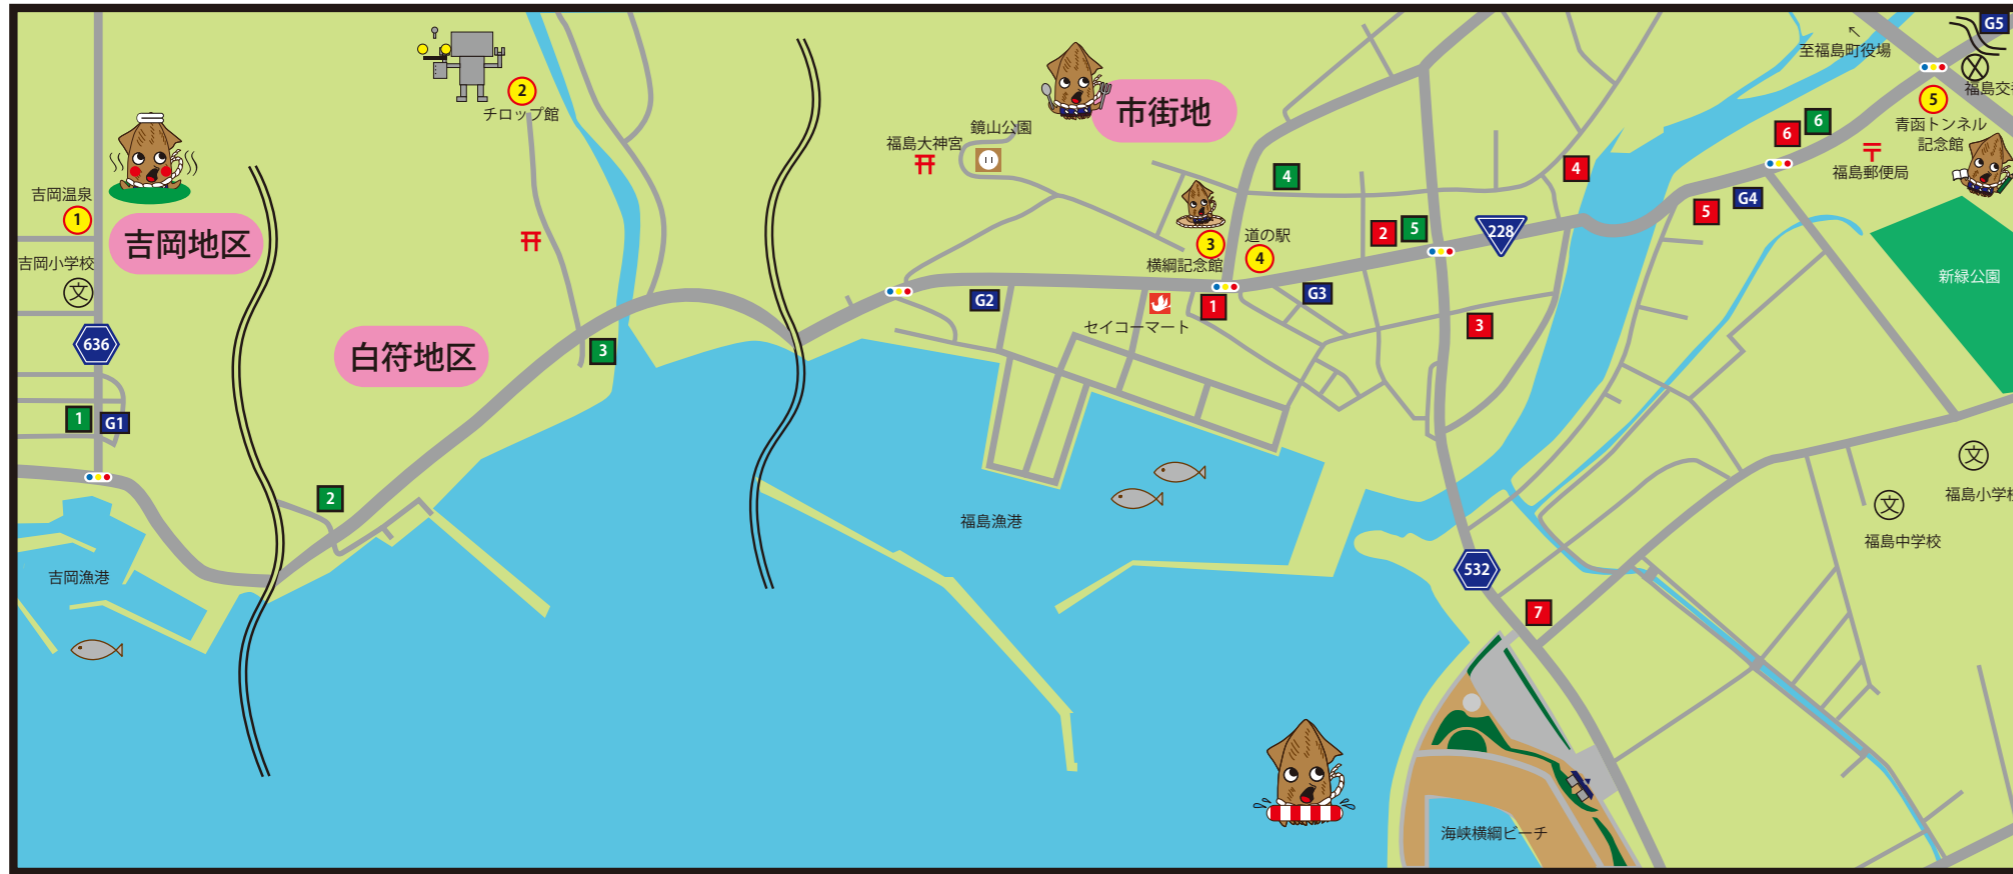 G5
至福島町役場
福島交
2
チロップ館
市街地
鏡山公園
福島大神宮
5
青函トンネル
記念館
6
6
福島郵便局
吉岡温泉
1
吉岡地区
吉岡小学校
文
4
4
5
G4
3
横綱記念館
道の駅
4
2
5
228
新緑公園
636
白符地区
3
G2
セイコーマート
1
G3
3
1
G1
2
福島漁港
文
福島小学校
文
福島中学校
吉岡漁港
532
7
海峡横綱ビーチ